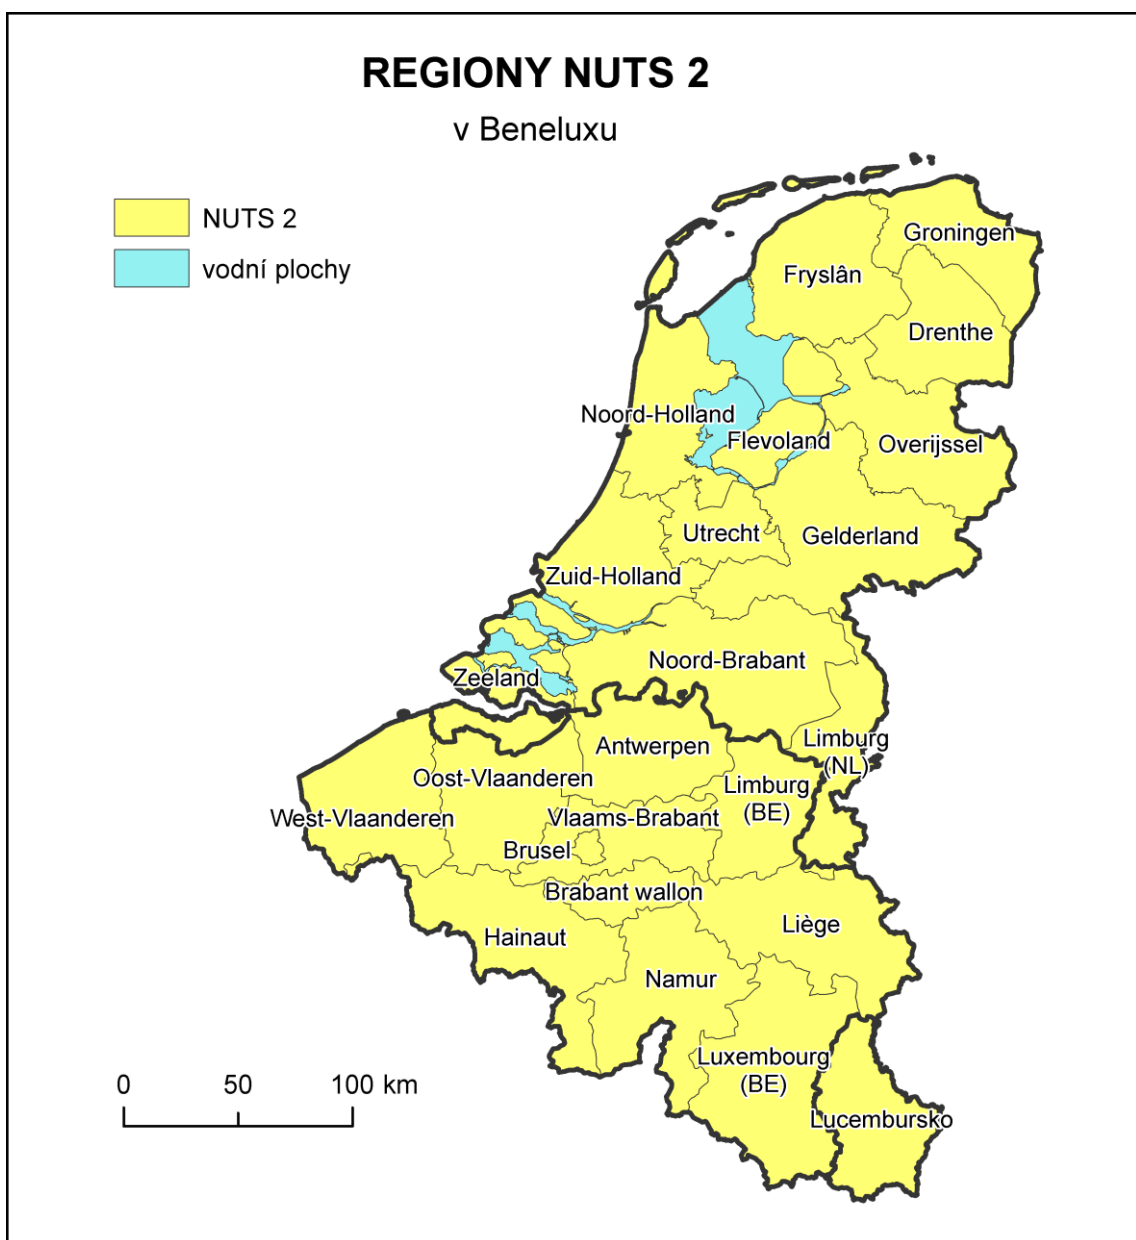 REGIONY NUTS 2
v Beneluxu
NUTS 2
vodní plochy
Groningen
Fryslân
Drenthe
Noord-Holland
Flevoland
Overijssel
Utrecht
Gelderland
Zuid-Holland
Noord-Brabant
Zeeland
Limburg
(NL)
Antwerpen
Oost-Vlaanderen
Limburg
(BE)
West-Vlaanderen
Vlaams-Brabant
Brusel
Brabant wallon
Hainaut
Liège
Namur
Luxembourg
(BE)
Lucembursko
0 50 100 km